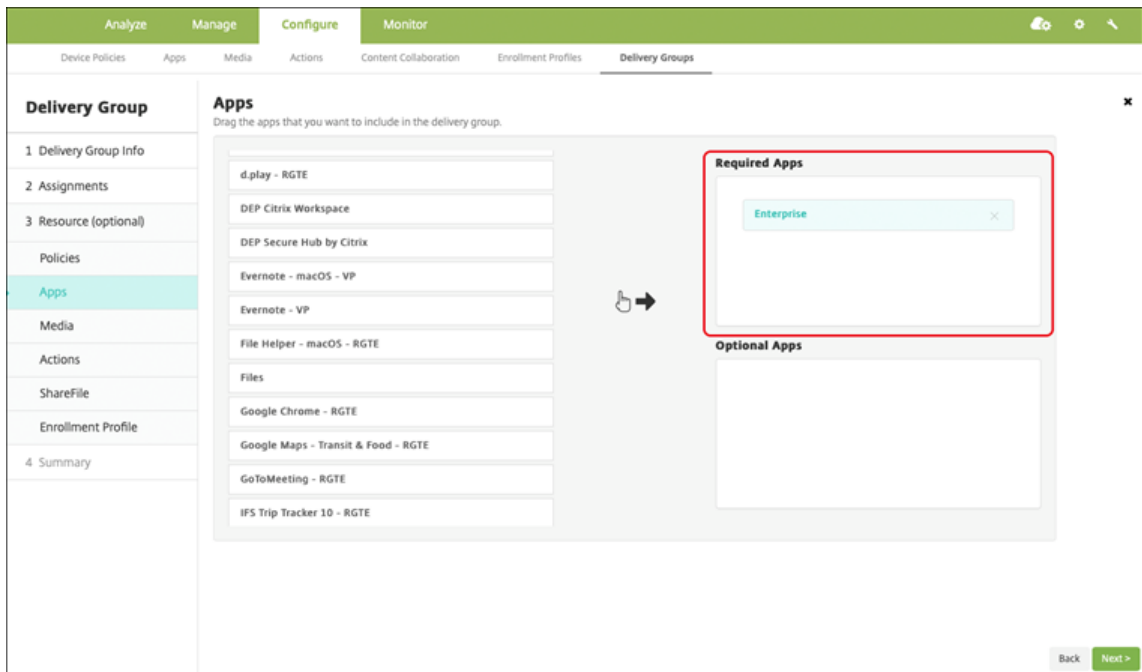 Analyze Manage Configure Monitor
Device Policies Apps Media Actions Content Collaboration Enrollment Profiles Delivery Groups
Delivery Group
1 Delivery Group Info
2 Assignments
3 Resource (optional)
Policies
Apps
Media
Actions
ShareFile
Enrollment Profile
4 Summary
Apps
Drag the apps that you want to include in the delivery group.
d.play - RGTE
DEP Citrix Workspace
DEP Secure Hub by Citrix
Evernote - macOS - VP
Evernote - VP
File Helper - macOS - RGTE
Files
Google Chrome - RGTE
Google Maps - Transit & Food - RGTE
GoToMeeting - RGTE
IFS Trip Tracker 10 - RGTE
Required Apps
Enterprise
Optional Apps
Back Next >